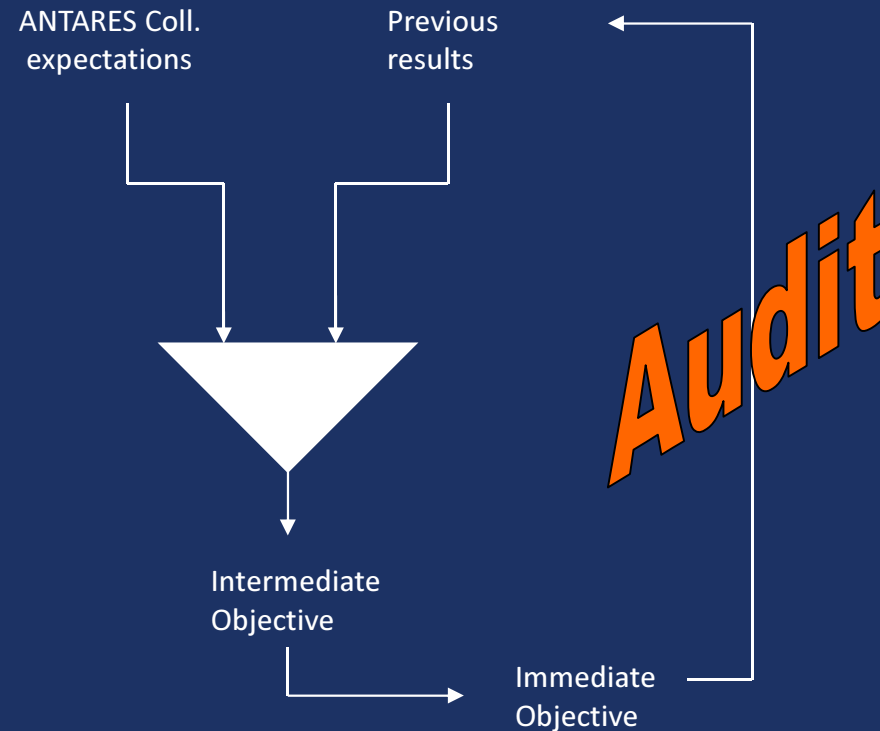 ANTARES Coll.
expectations
Previous
results
Audit
Intermediate
Objective
Immediate
Objective